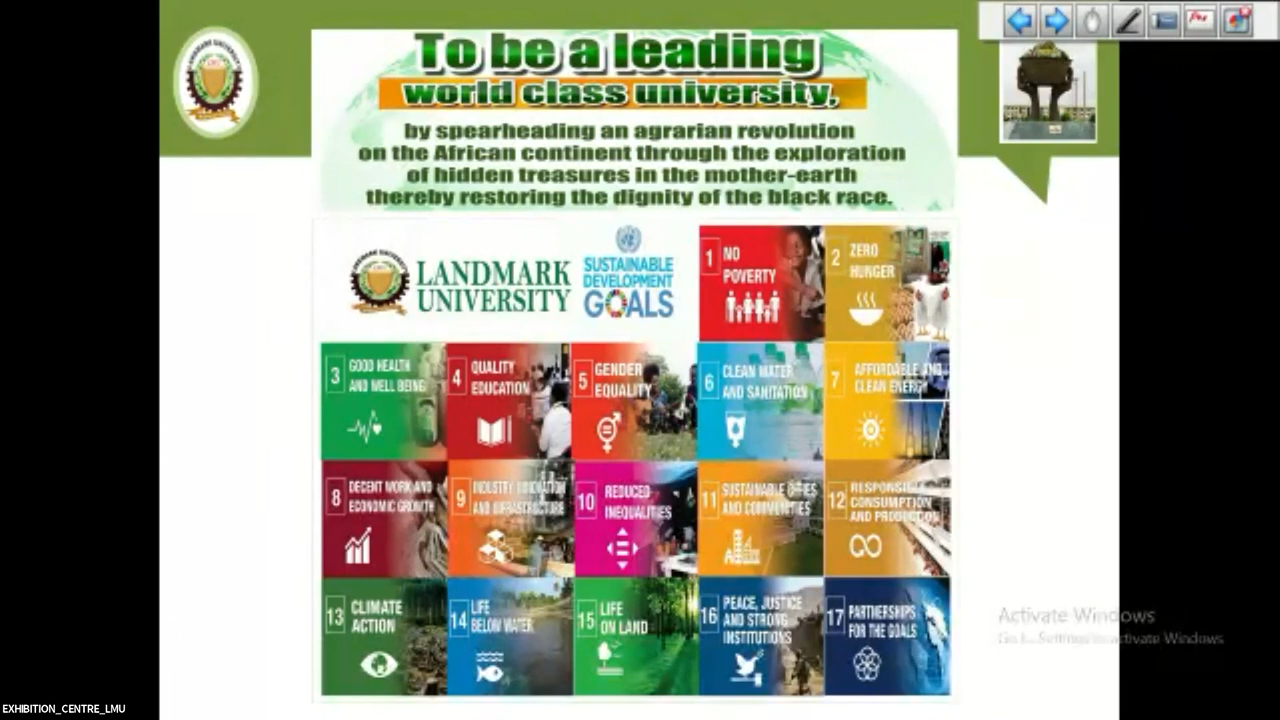 To be a leading
world class university,
by spearheading an agrarian revolution
on the African continent through the exploration
of hidden treasures in the mother-earth
thereby restoring the dignity of the black race.
LANDMARK
UNIVERSITY
SUSTAINABLE
DEVELOPMENT
GOALS
1 NO
POVERTY
2 ZERO
HUNGER
3 GOOD HEALTH
AND WELL BEING
4 QUALITY
EDUCATION
5 GENDER
EQUALITY
6 CLEAN WATER
AND SANITATION
7 AFFORDABLE AND
CLEAN ENERGY
8 DECENT WORK AND
ECONOMIC GROWTH
9 INDUSTRY INNOVATION
AND INFRASTRUCTURE
10 REDUCED
INEQUALITIES
11 SUSTAINABLE CITIES
AND COMMUNITIES
12 RESPONSIBLE
CONSUMPTION
AND PRODUCTION
13 CLIMATE
ACTION
14 LIFE
BELOW WATER
15 LIFE
ON LAND
16 PEACE, JUSTICE
AND STRONG
INSTITUTIONS
17 PARTNERSHIPS
FOR THE GOALS
Activate Windows
Settings to activate Windows
EXHIBITION_CENTRE_LMU